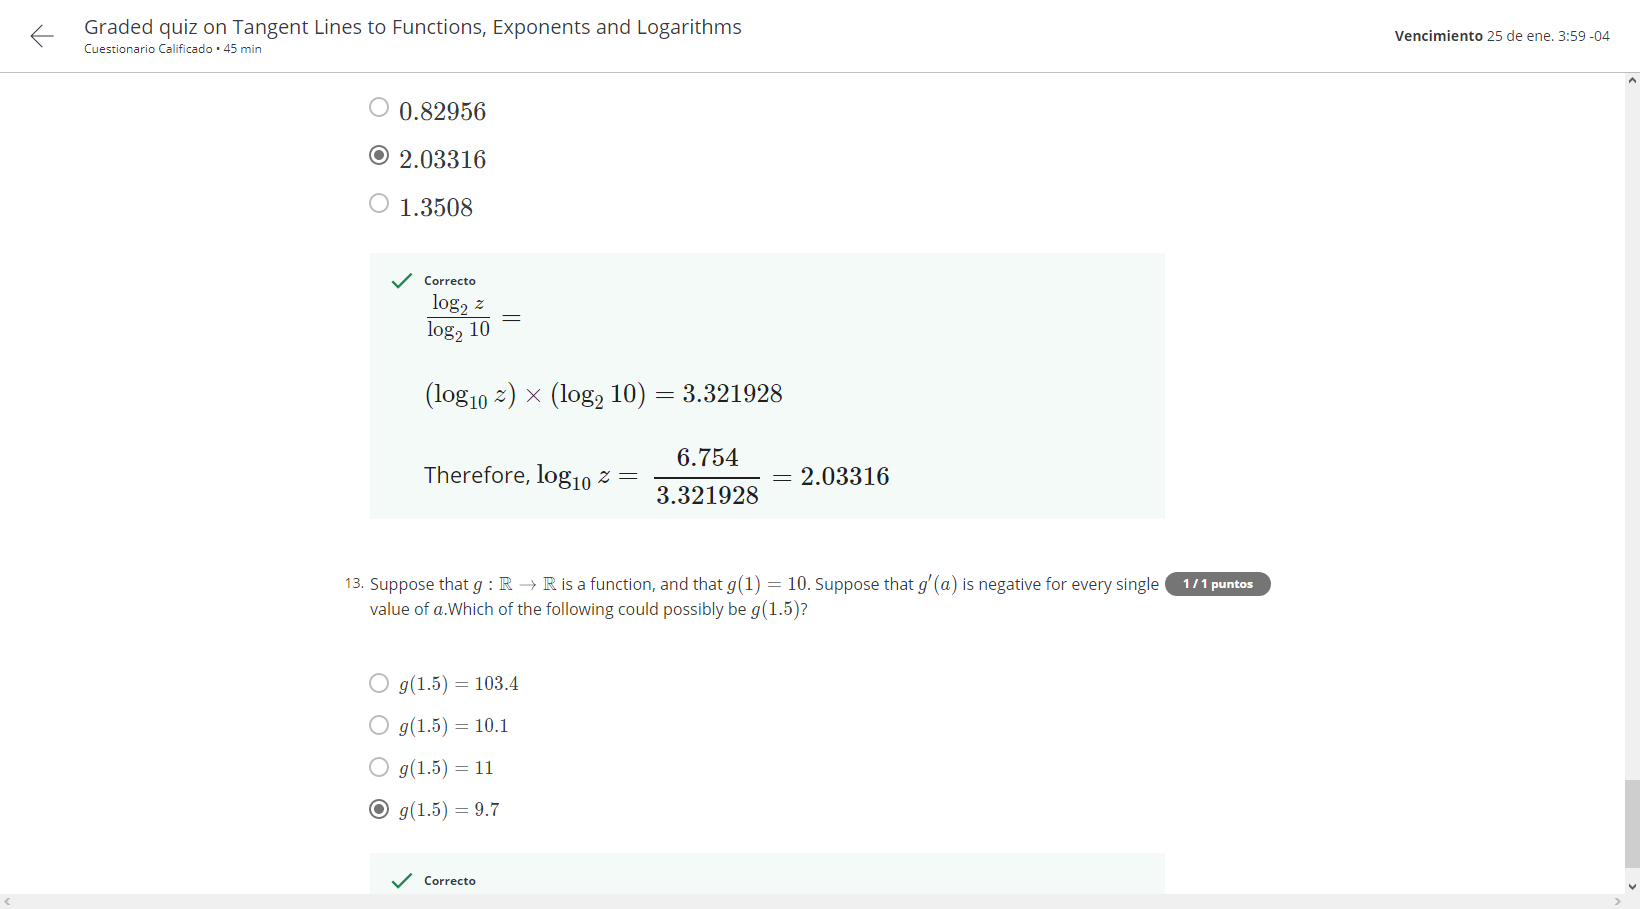 Graded quiz on Tangent Lines to Functions, Exponents and Logarithms
Cuestionario Calificado • 45 min
Vencimiento 25 de ene. 3:59 -04
0.82956
2.03316
1.3508
Correcto
\frac{\log_2 z}{\log_2 10} =
(\log_{10} z) × (\log_2 10) = 3.321928
Therefore, \log_{10} z = \frac{6.754}{3.321928} = 2.03316
13. Suppose that g : ℝ → ℝ is a function, and that g(1) = 10. Suppose that g′(a) is negative for every single
1 / 1 puntos
value of a.Which of the following could possibly be g(1.5)?
g(1.5) = 103.4
g(1.5) = 10.1
g(1.5) = 11
g(1.5) = 9.7
Correcto